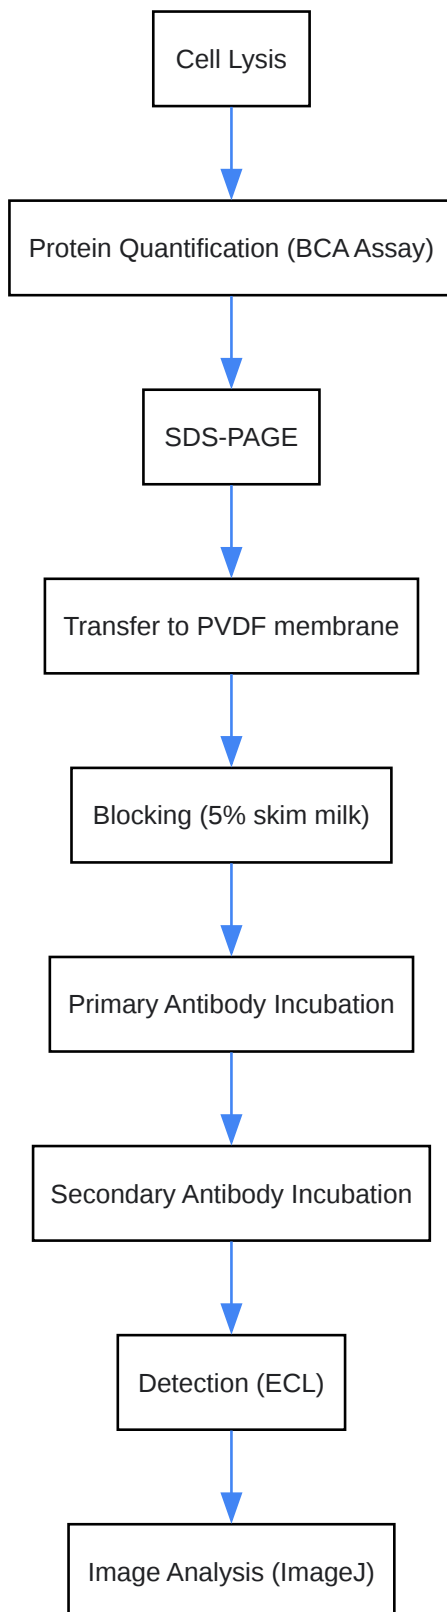 Cell Lysis
Protein Quantification (BCA Assay)
SDS-PAGE
Transfer to PVDF membrane
Blocking (5% skim milk)
Primary Antibody Incubation
Secondary Antibody Incubation
Detection (ECL)
Image Analysis (ImageJ)